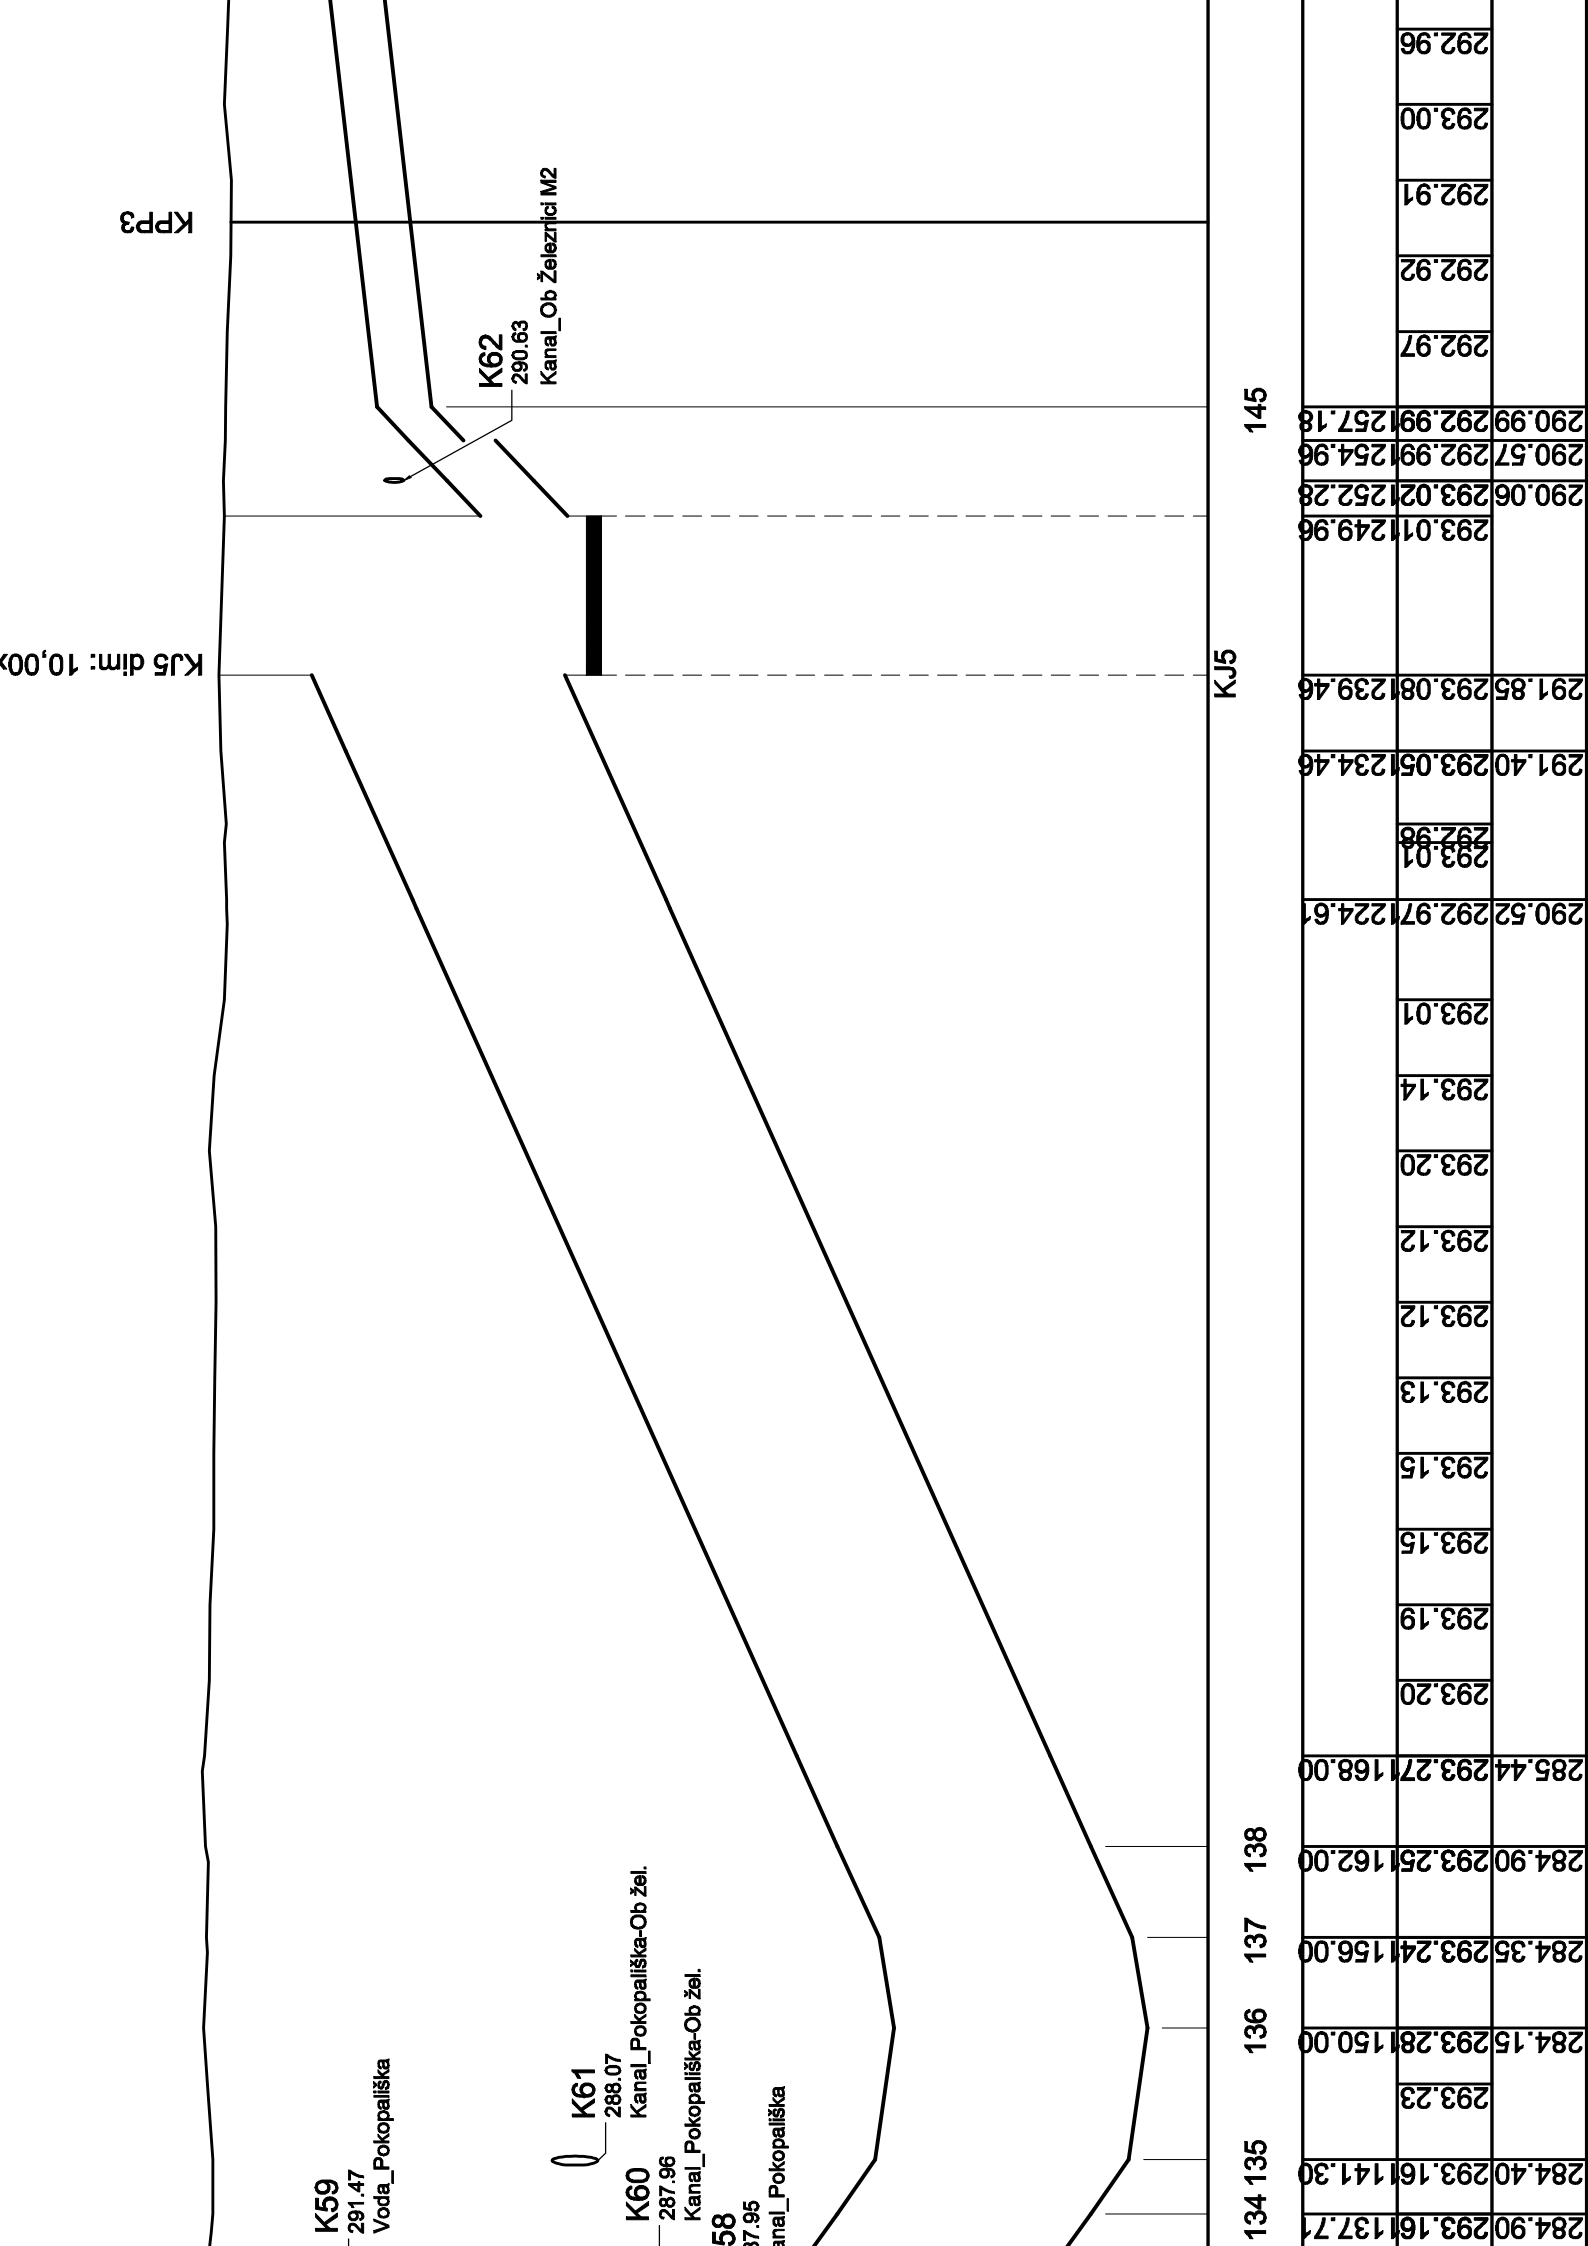 KPP3
K62
290.63
Kanal_Ob Železnici M2
KJ5 dim: 10,00x
K59
291.47
Voda_Pokopališka
K61
288.07
Kanal_Pokopališka-Ob žel.
K60
287.96
Kanal_Pokopališka-Ob žel.
58
37.95
anal_Pokopališka
145
KJ5
138
137
136
135
134
292.96
293.00
292.91
292.92
292.97
1257.18 292.99 290.99
1254.96 292.99 290.57
1252.28 293.02 290.06
1249.96 293.01
1239.46 293.08 291.85
1234.46 293.05 291.40
292.98
293.01
1224.61 292.97 290.52
293.01
293.14
293.20
293.12
293.12
293.13
293.15
293.15
293.19
293.20
1168.00 293.27 285.44
1162.00 293.25 284.90
1156.00 293.24 284.35
1150.00 293.28 284.15
293.23
1141.30 293.16 284.40
1137.71 293.16 284.90